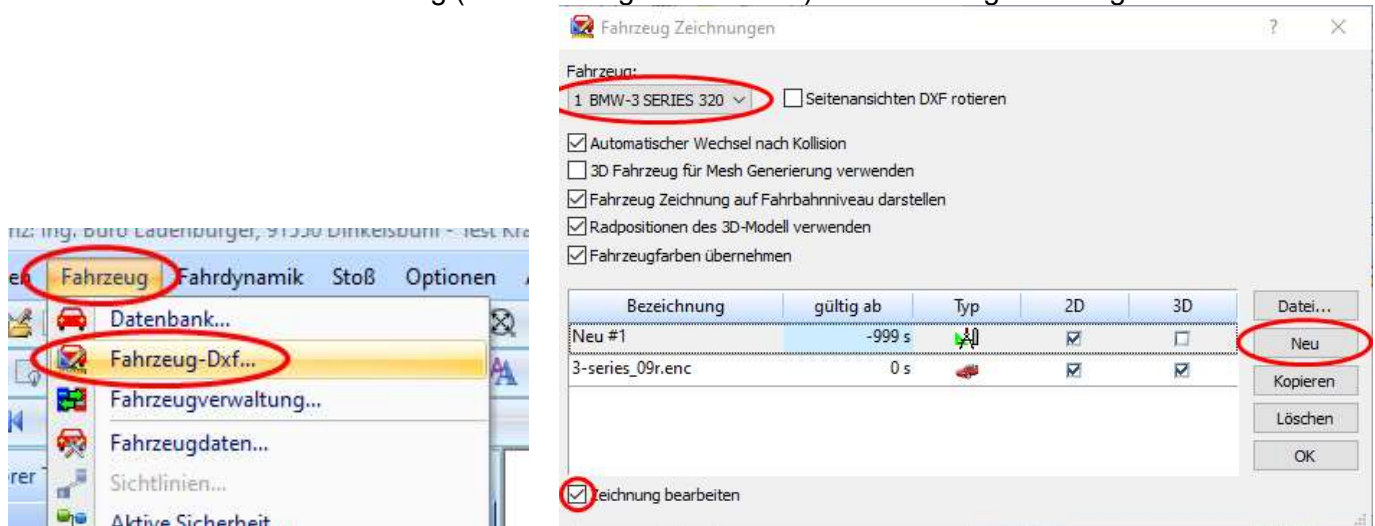 Fahrzeug Zeichnungen ? ×
Fahrzeug:
1 BMW-3 SERIES 320
Seitenansichten DXF rotieren
Automatischer Wechsel nach Kollision
3D Fahrzeug für Mesh Generierung verwenden
Fahrzeug Zeichnung auf Fahrbahnniveau darstellen
Radpositionen des 3D-Modell verwenden
Fahrzeugfarben übernehmen
Bezeichnung gültig ab Typ 2D 3D
Neu #1 -999 s
3-series_09r.enc 0 s
Datei...
Neu
Kopieren
Löschen
OK
Zeichnung bearbeiten
Fahrzeug Fahrdynamik Stoß Optionen
Datenbank...
Fahrzeug-Dxf...
Fahrzeugverwaltung...
Fahrzeugdaten...
Sichtlinien...
Aktive Sicherheit